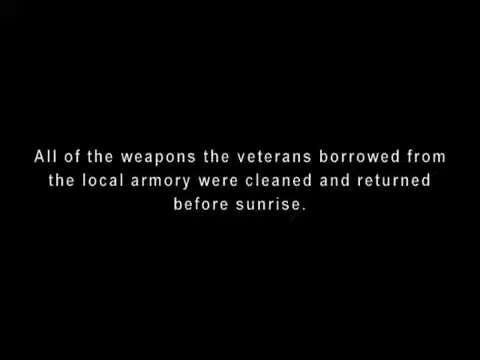 All of the weapons the veterans borrowed from
the local armory were cleaned and returned
before sunrise.